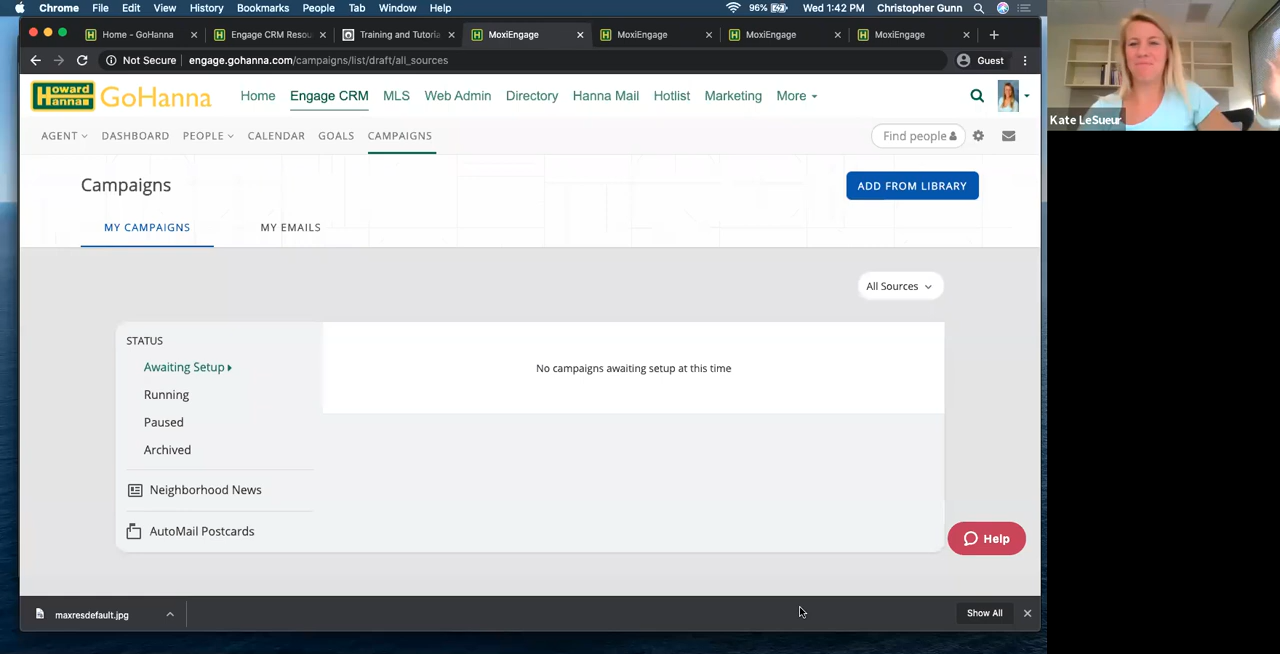 Chrome File Edit View History Bookmarks People Tab Window Help 96% Wed 1:42 PM Christopher Gunn
Home - GoHanna Engage CRM Resou Training and Tutoria MoxiEngage MoxiEngage MoxiEngage MoxiEngage
Not Secure engage.gohanna.com/campaigns/list/draft/all_sources Guest
Howard Hanna GoHanna Home Engage CRM MLS Web Admin Directory Hanna Mail Hotlist Marketing More
Kate LeSueur
AGENT DASHBOARD PEOPLE CALENDAR GOALS CAMPAIGNS Find people
Campaigns ADD FROM LIBRARY
MY CAMPAIGNS MY EMAILS
All Sources
STATUS
Awaiting Setup No campaigns awaiting setup at this time
Running
Paused
Archived
Neighborhood News
AutoMail Postcards
Help
maxresdefault.jpg Show All